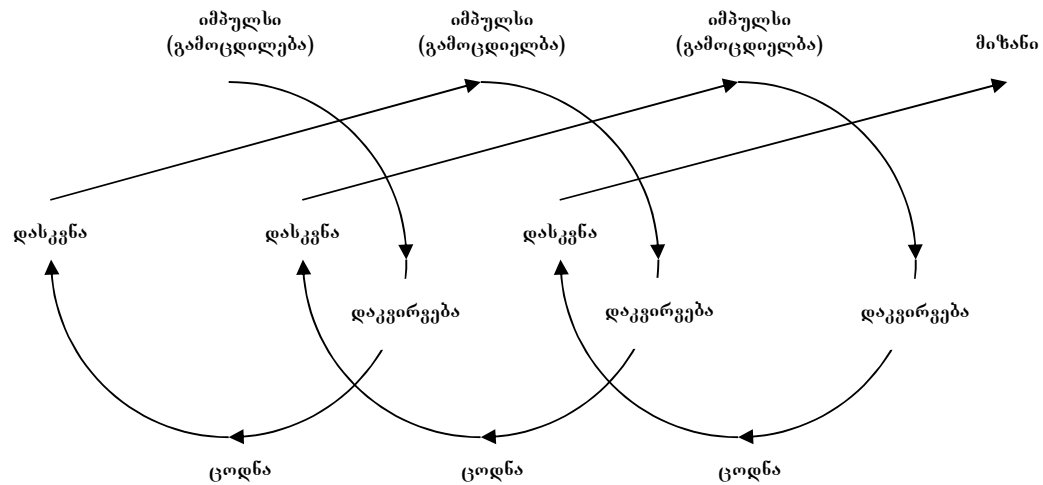 იმპულსი
(გამოცდილება)
იმპულსი
(გამოცდიელბა)
იმპულსი
(გამოცდიელბა)
მიზანი
დასკვნა
დასკვნა
დასკვნა
დაკვირვება
დაკვირვება
დაკვირვება
ცოდნა
ცოდნა
ცოდნა